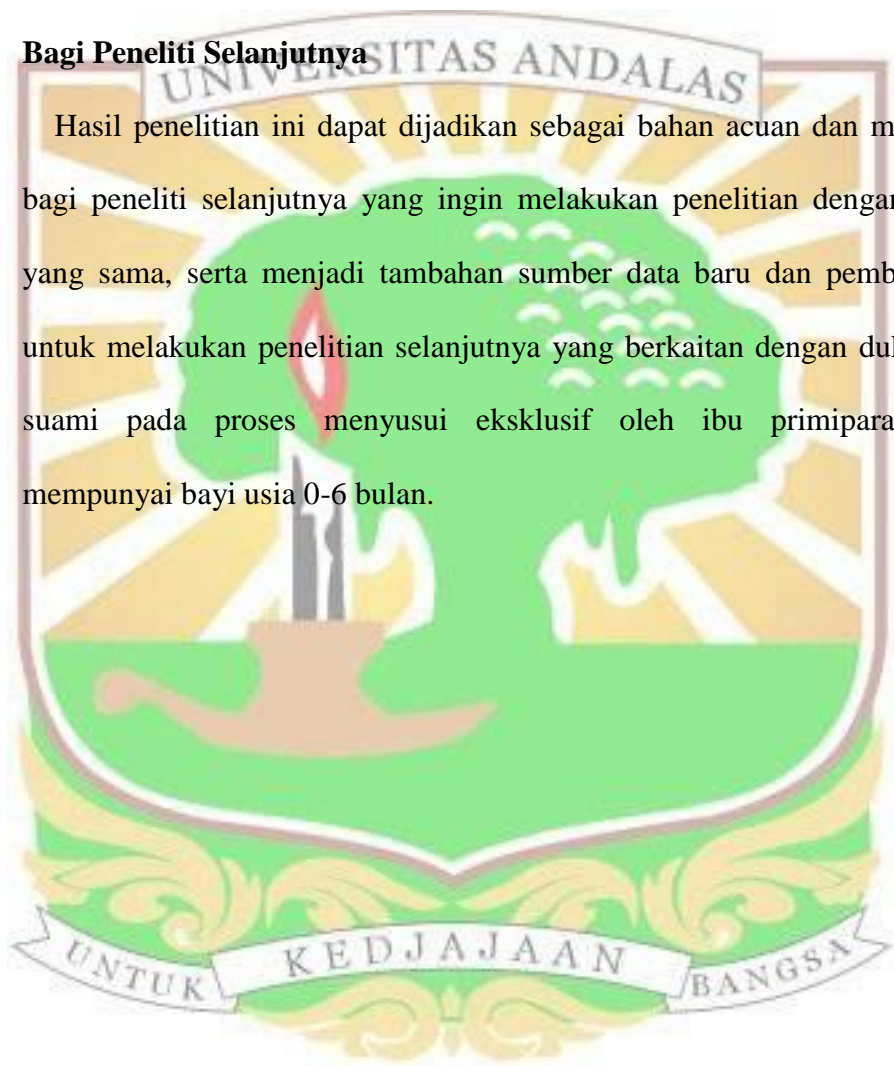 Bagi Peneliti Selanjutnya
UNIVERSITAS ANDALAS
Hasil penelitian ini dapat dijadikan sebagai bahan acuan dan m
bagi peneliti selanjutnya yang ingin melakukan penelitian dengan
yang sama, serta menjadi tambahan sumber data baru dan pemb
untuk melakukan penelitian selanjutnya yang berkaitan dengan du
suami pada proses menyusui eksklusif oleh ibu primipara
mempunyai bayi usia 0-6 bulan.
UNTUK KEDJAJAAN BANGSA